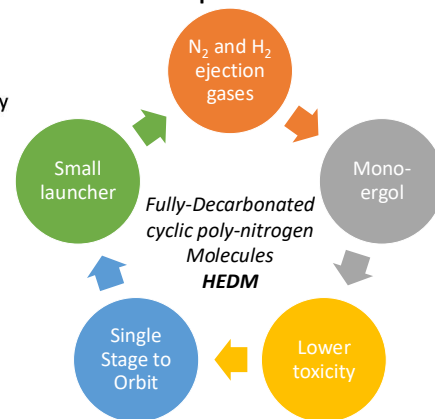 N₂ and H₂
ejection
gases
y
Small
launcher
Mono-
ergol
Fully-Decarbonated
cyclic poly-nitrogen
Molecules
HEDM
Single
Stage to
Orbit
Lower
toxicity